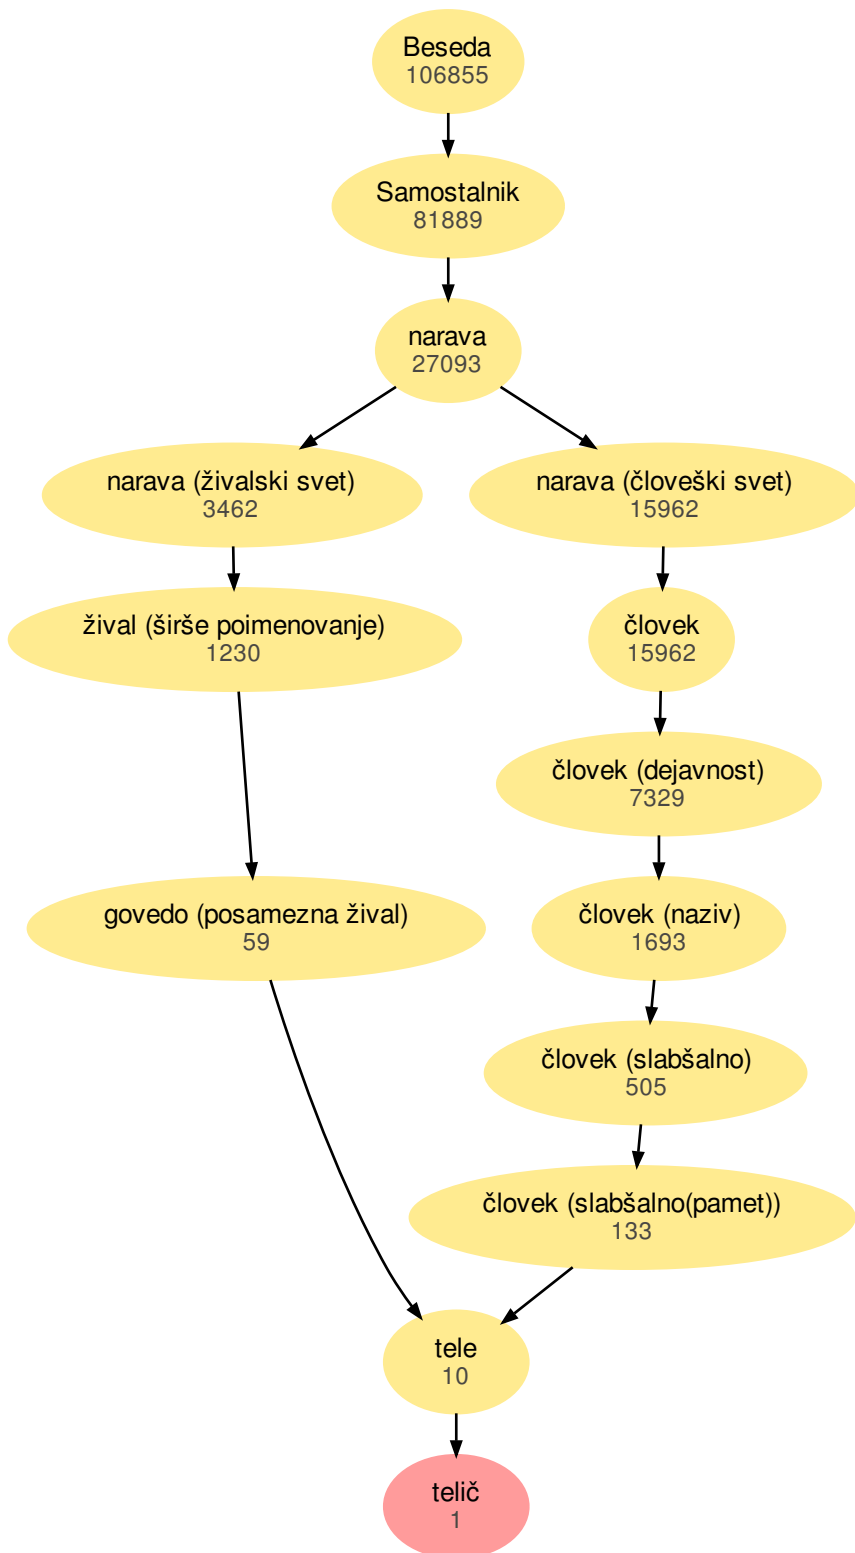 Beseda
106855
Samostalnik
81889
narava
27093
narava (živalski svet)
3462
narava (človeški svet)
15962
žival (širše poimenovanje)
1230
človek
15962
človek (dejavnost)
7329
govedo (posamezna žival)
59
človek (naziv)
1693
človek (slabšalno)
505
človek (slabšalno(pamet))
133
tele
10
telič
1